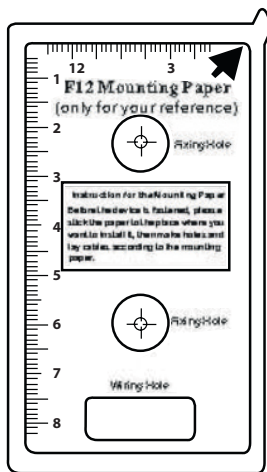 12 3
F12 Mounting Paper
(only for your reference)
1
2
3
4
5
6
7
8
Fixing Hole
Instruction for the Mounting Paper
Before the device is fastened, please
stick the paper to the place where you
want to install it, then make holes and
lay cables according to the mounting
paper.
Fixing Hole
Wiring Hole